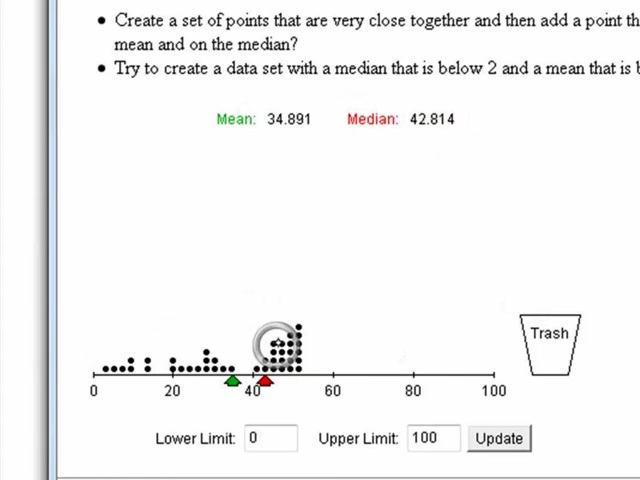 Create a set of points that are very close together and then add a point
mean and on the median?
Try to create a data set with a median that is below 2 and a mean that is
Mean: 34.891 Median: 42.814
Trash
0 20 40 60 80 100
Lower Limit: 0 Upper Limit: 100 Update